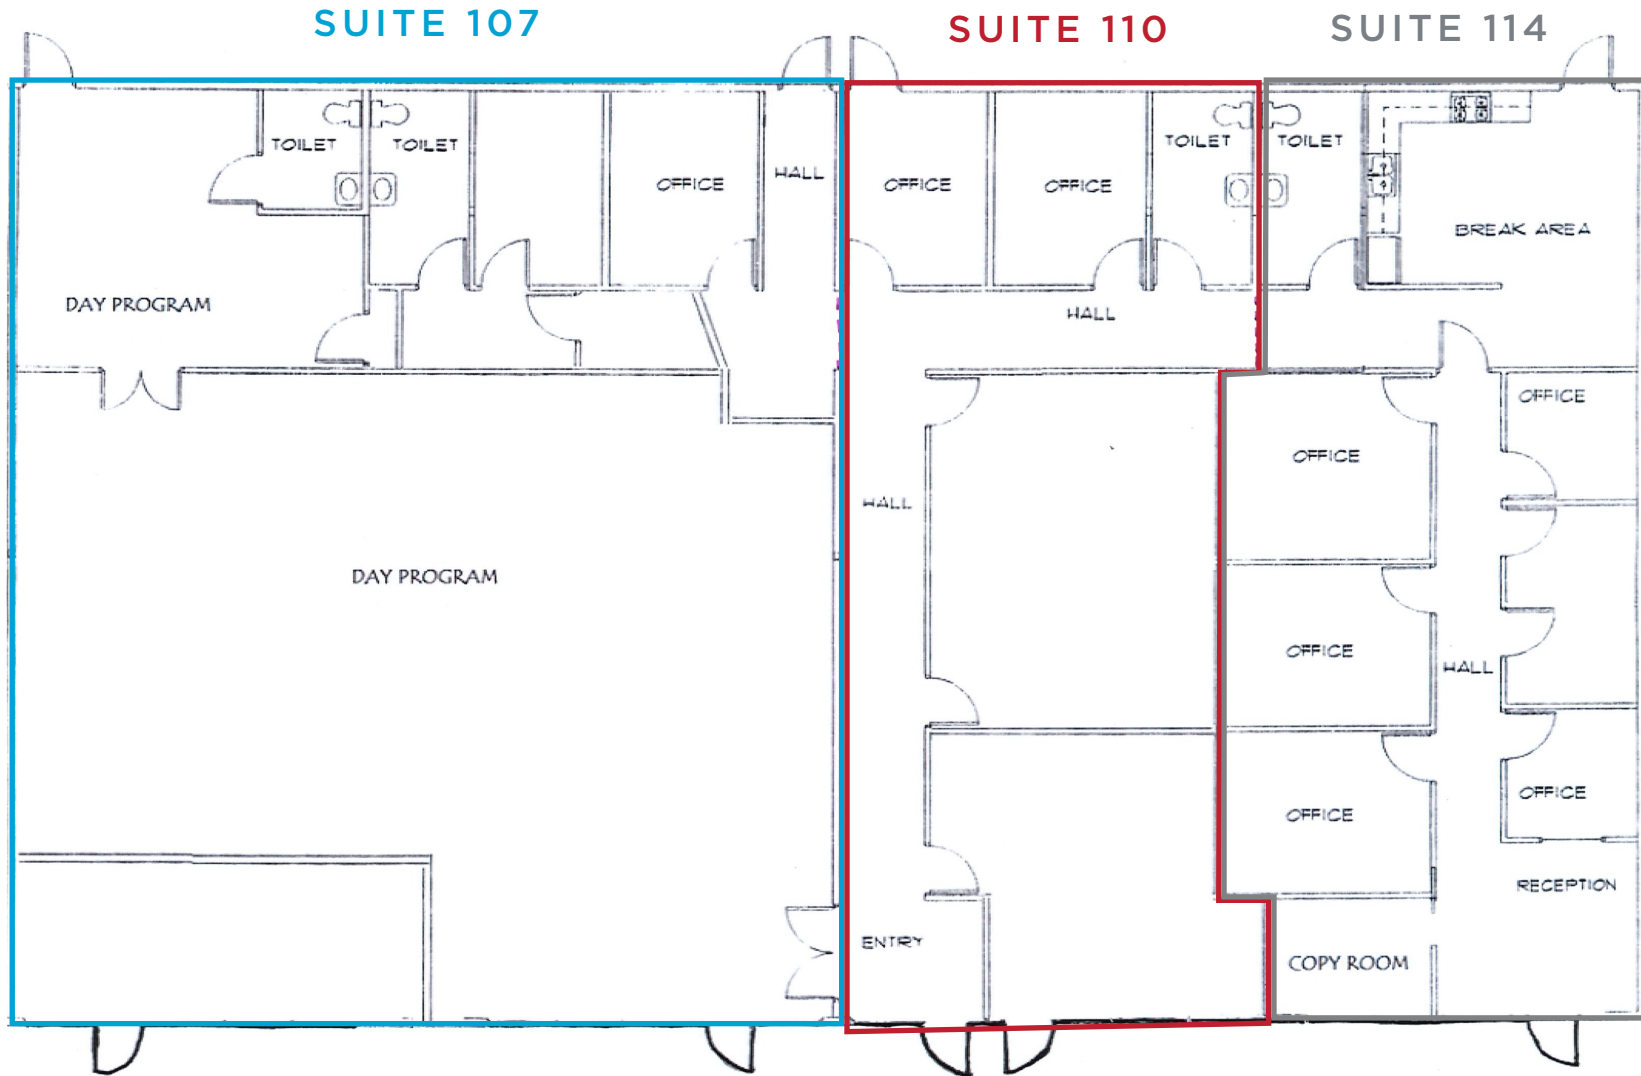 SUITE 107
SUITE 110
SUITE 114
TOILET
TOILET
OFFICE
HALL
OFFICE
OFFICE
TOILET
TOILET
BREAK AREA
DAY PROGRAM
HALL
OFFICE
OFFICE
HALL
DAY PROGRAM
OFFICE
HALL
OFFICE
OFFICE
RECEPTION
ENTRY
COPY ROOM